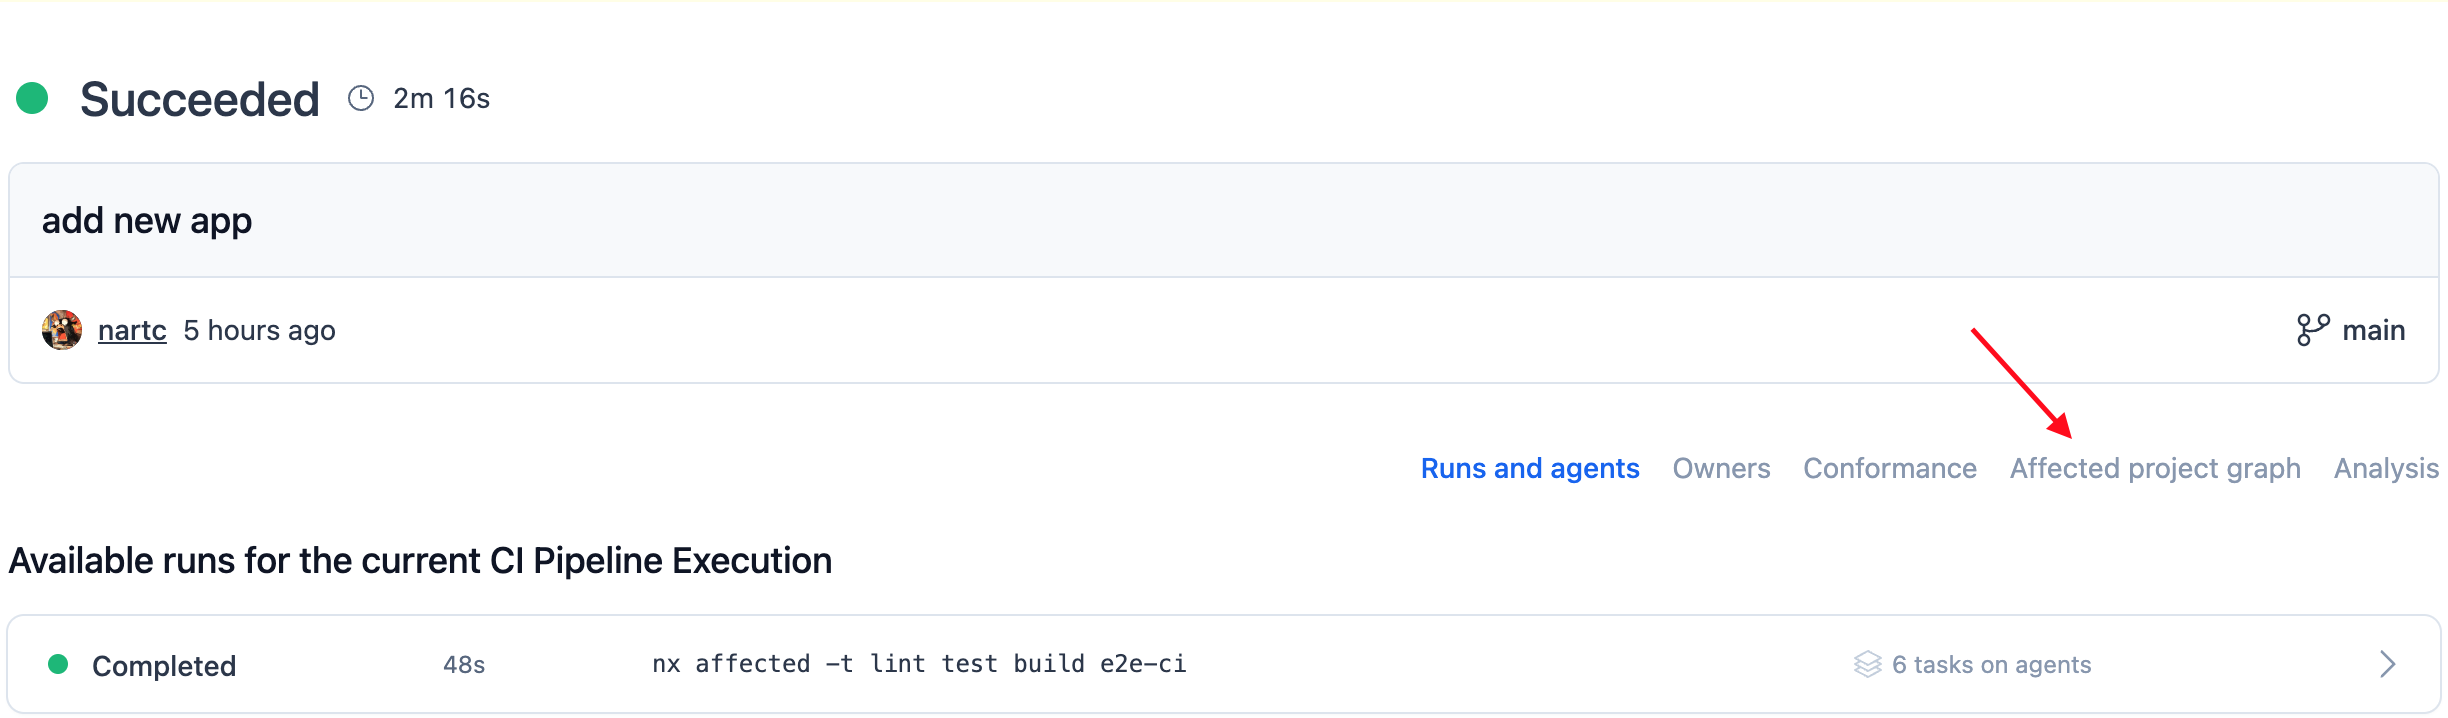 Succeeded 2m 16s
add new app
nartc 5 hours ago main
Runs and agents Owners Conformance Affected project graph Analysis
Available runs for the current CI Pipeline Execution
Completed 48s nx affected -t lint test build e2e-ci 6 tasks on agents